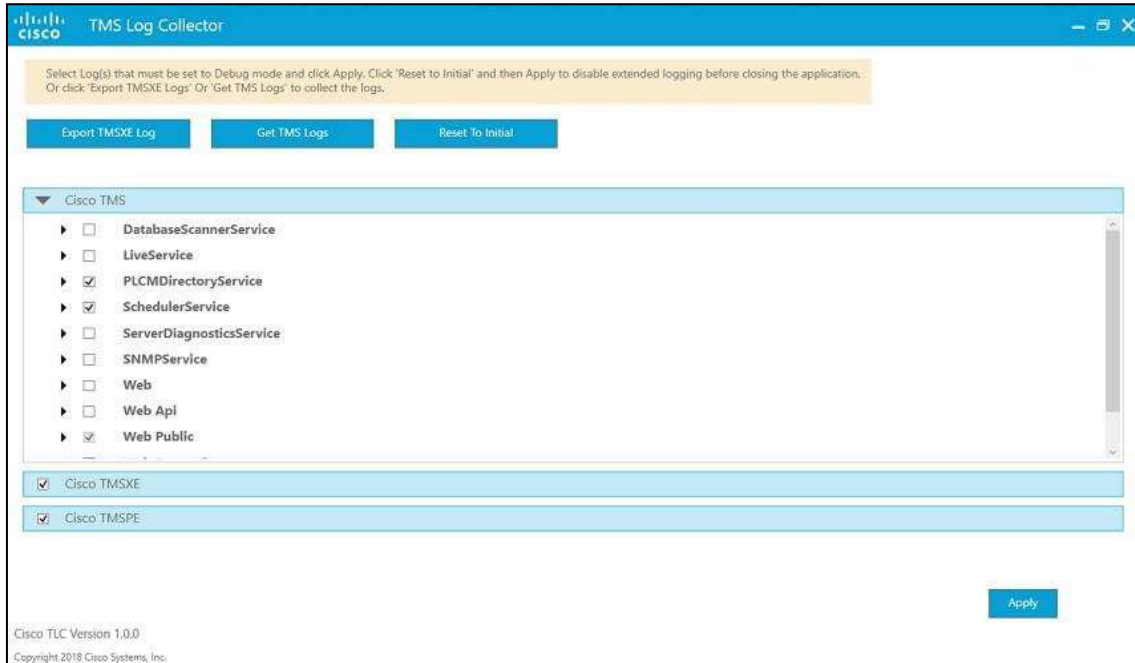 cisco
TMS Log Collector
Select Log(s) that must be set to Debug mode and click Apply. Click 'Reset to Initial' and then Apply to disable extended logging before closing the application.
Or click 'Export TMSXE Logs' Or 'Get TMS Logs' to collect the logs.
Export TMSXE Log
Get TMS Logs
Reset To Initial
Cisco TMS
DatabaseScannerService
LiveService
PLCMDirectoryService
SchedulerService
ServerDiagnosticsService
SNMPService
Web
Web Api
Web Public
Cisco TMSXE
Cisco TMSPE
Apply
Cisco TLC Version 1.0.0
Copyright 2018 Cisco Systems, Inc.